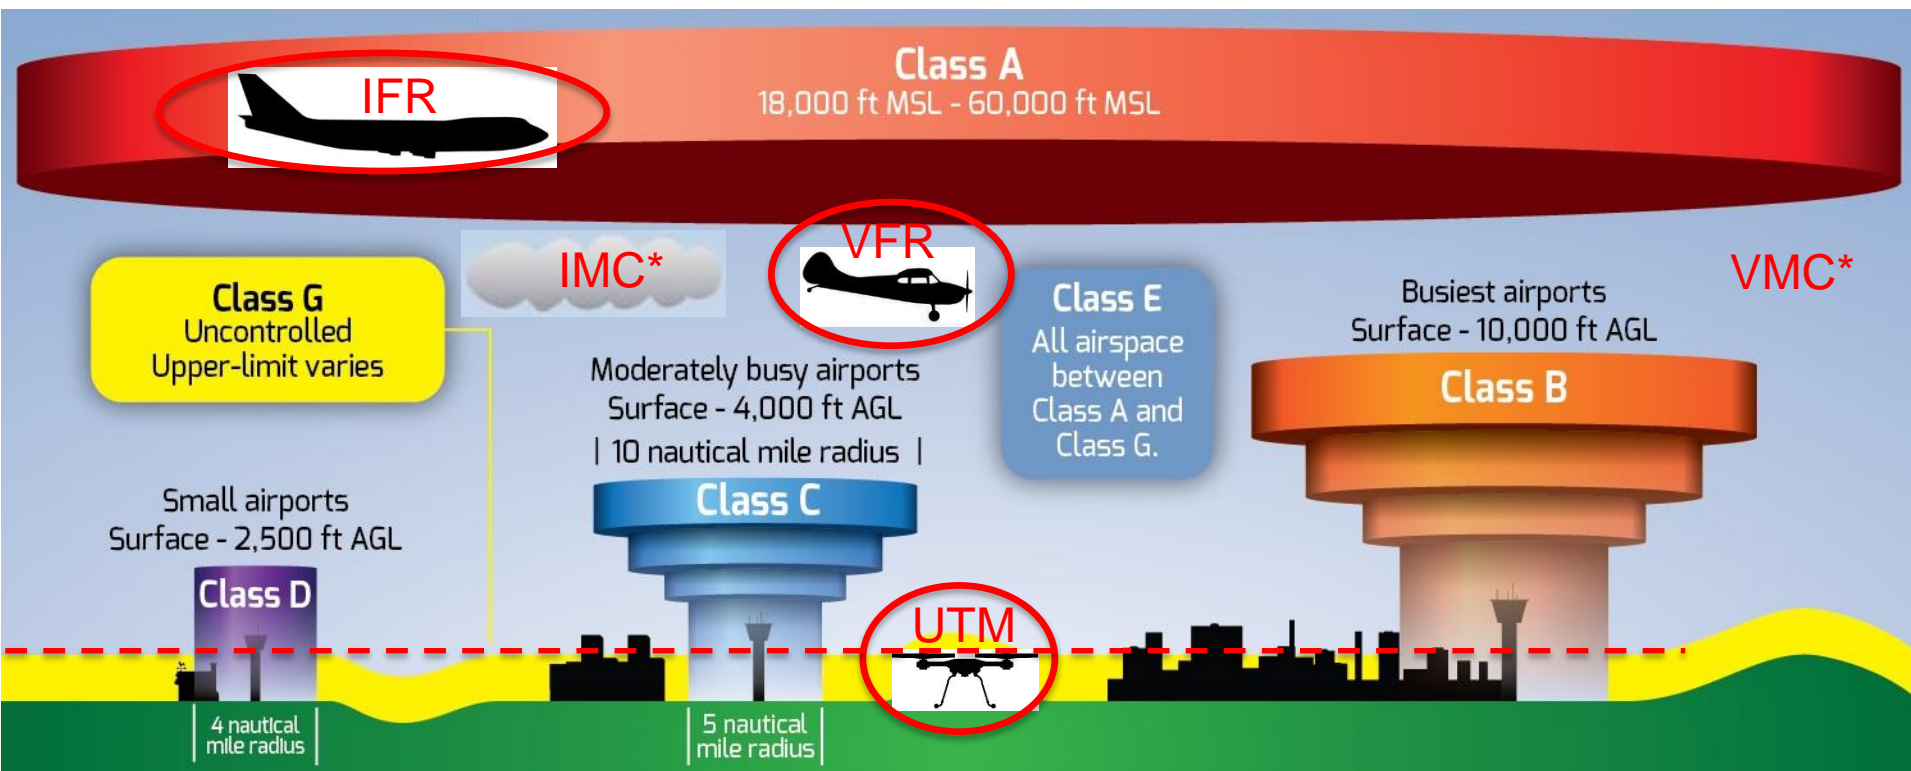 Class A
18,000 ft MSL - 60,000 ft MSL
IFR
VFR
IMC*
VMC*
Class G
Uncontrolled
Upper-limit varies
Class E
All airspace
between
Class A and
Class G.
Busiest airports
Surface - 10,000 ft AGL
Class B
Moderately busy airports
Surface - 4,000 ft AGL
| 10 nautical mile radius |
Class C
Small airports
Surface - 2,500 ft AGL
Class D
UTM
4 nautical
mile radius
5 nautical
mile radius